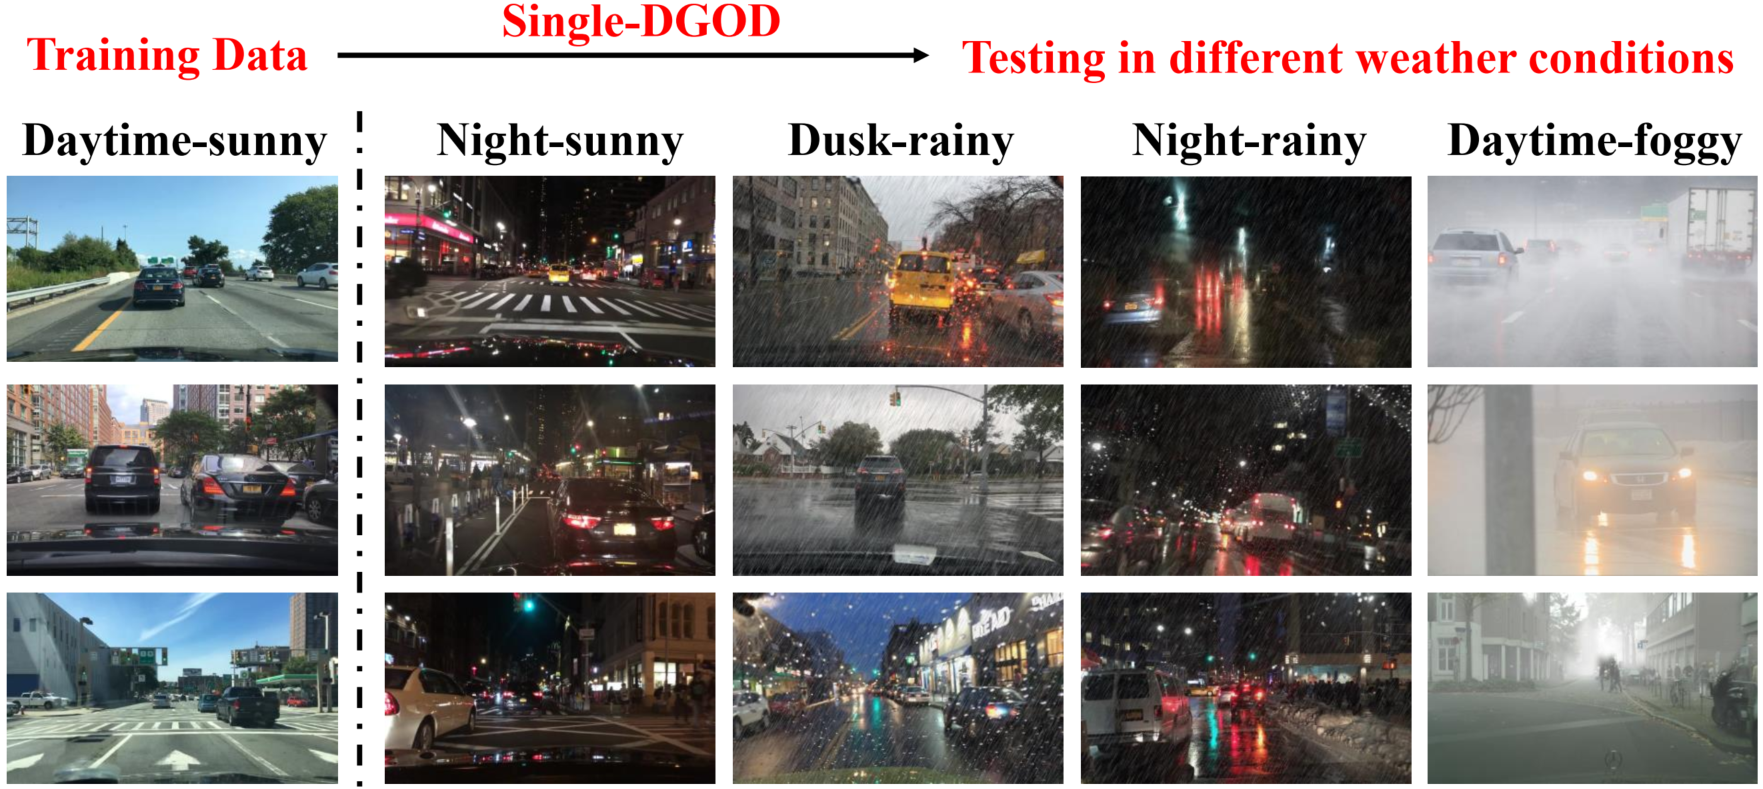 Single-DGOD
Training Data
Testing in different weather conditions
Daytime-sunny
Night-sunny
Dusk-rainy
Night-rainy
Daytime-foggy